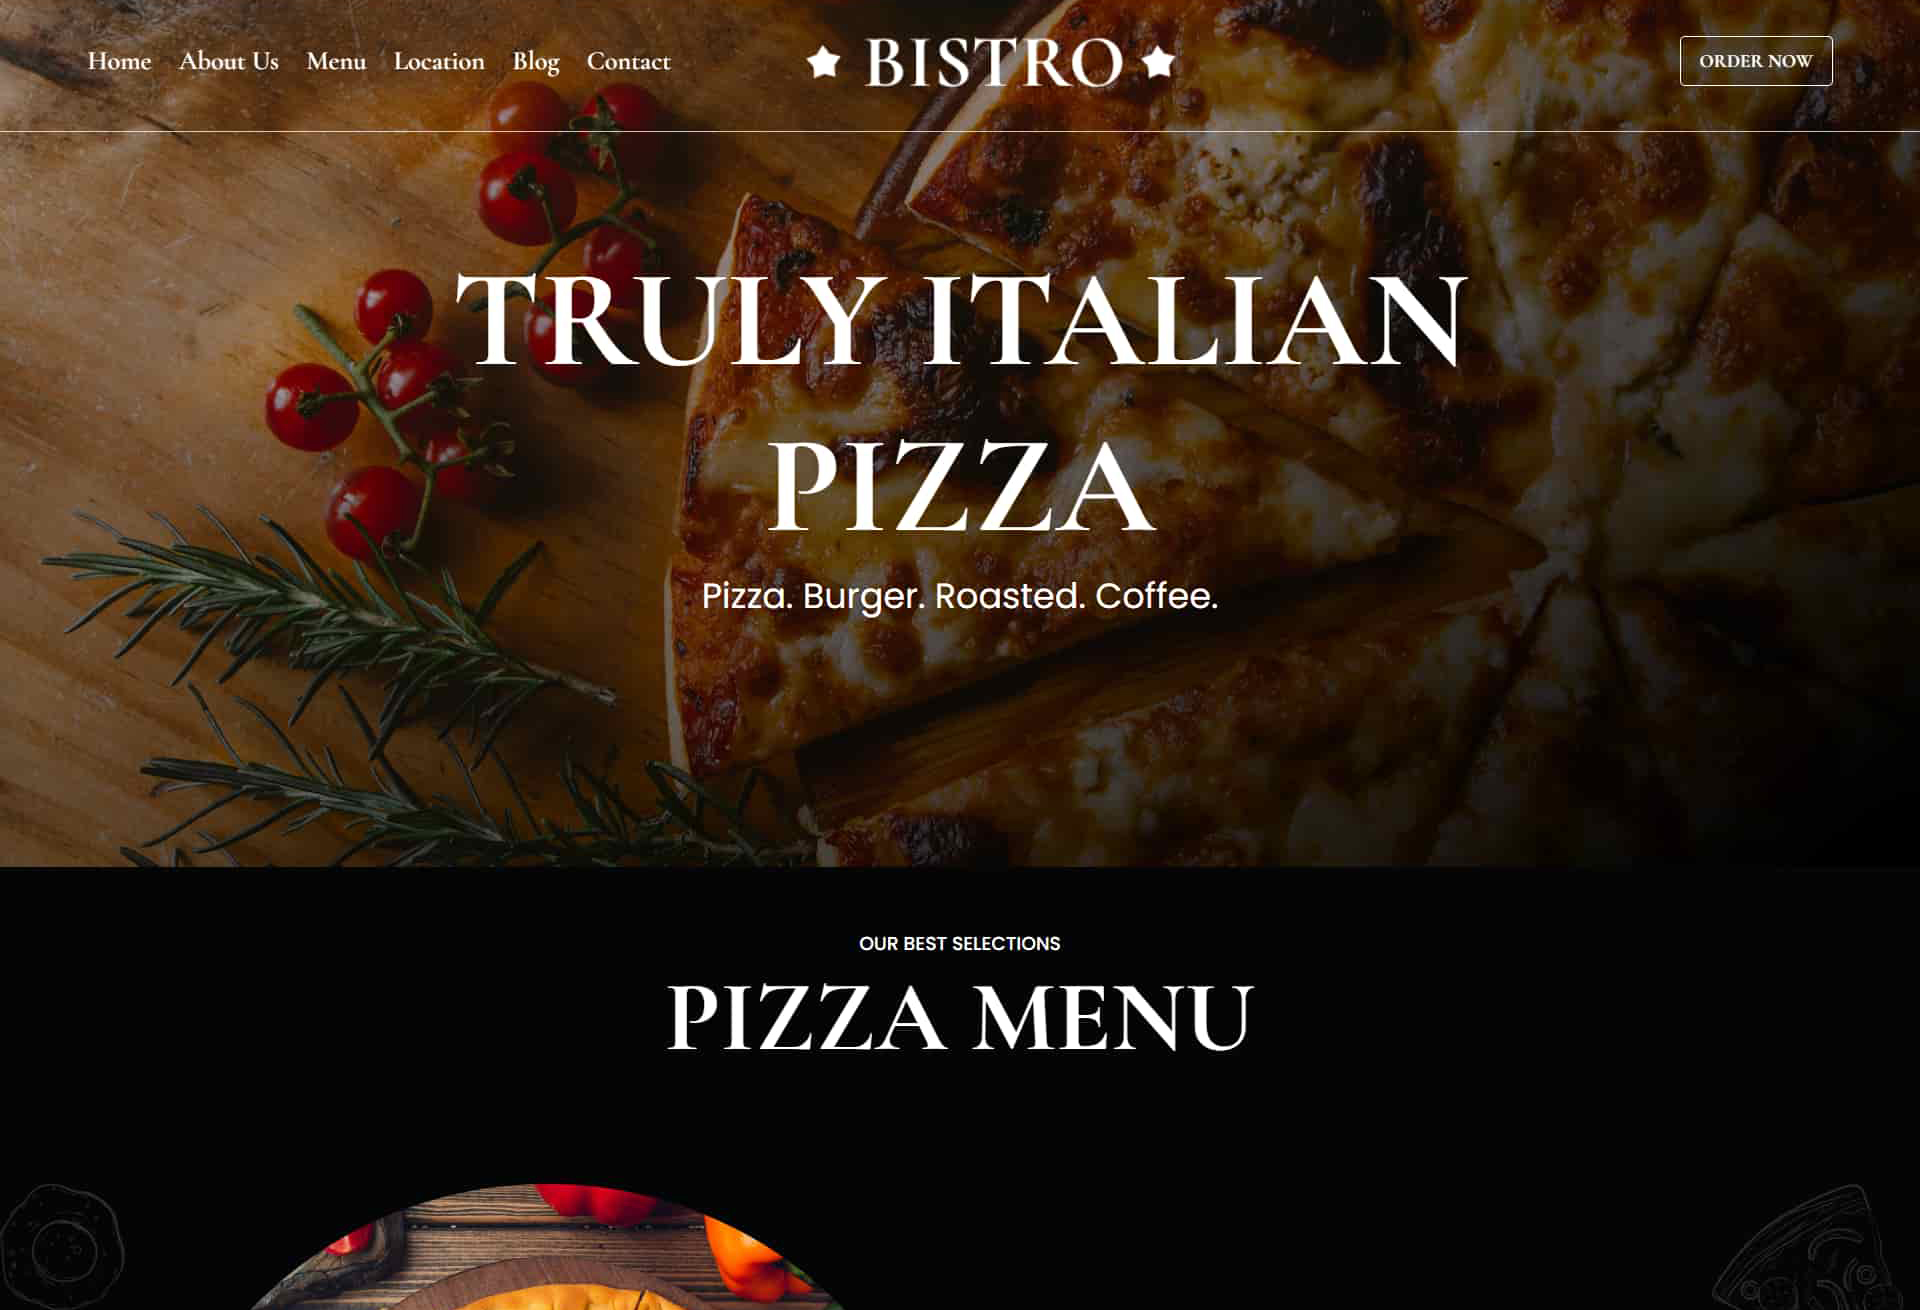 Home About Us Menu Location Blog Contact
BISTRO
ORDER NOW
TRULY ITALIAN
PIZZA
Pizza. Burger. Roasted. Coffee.
OUR BEST SELECTIONS
PIZZA MENU